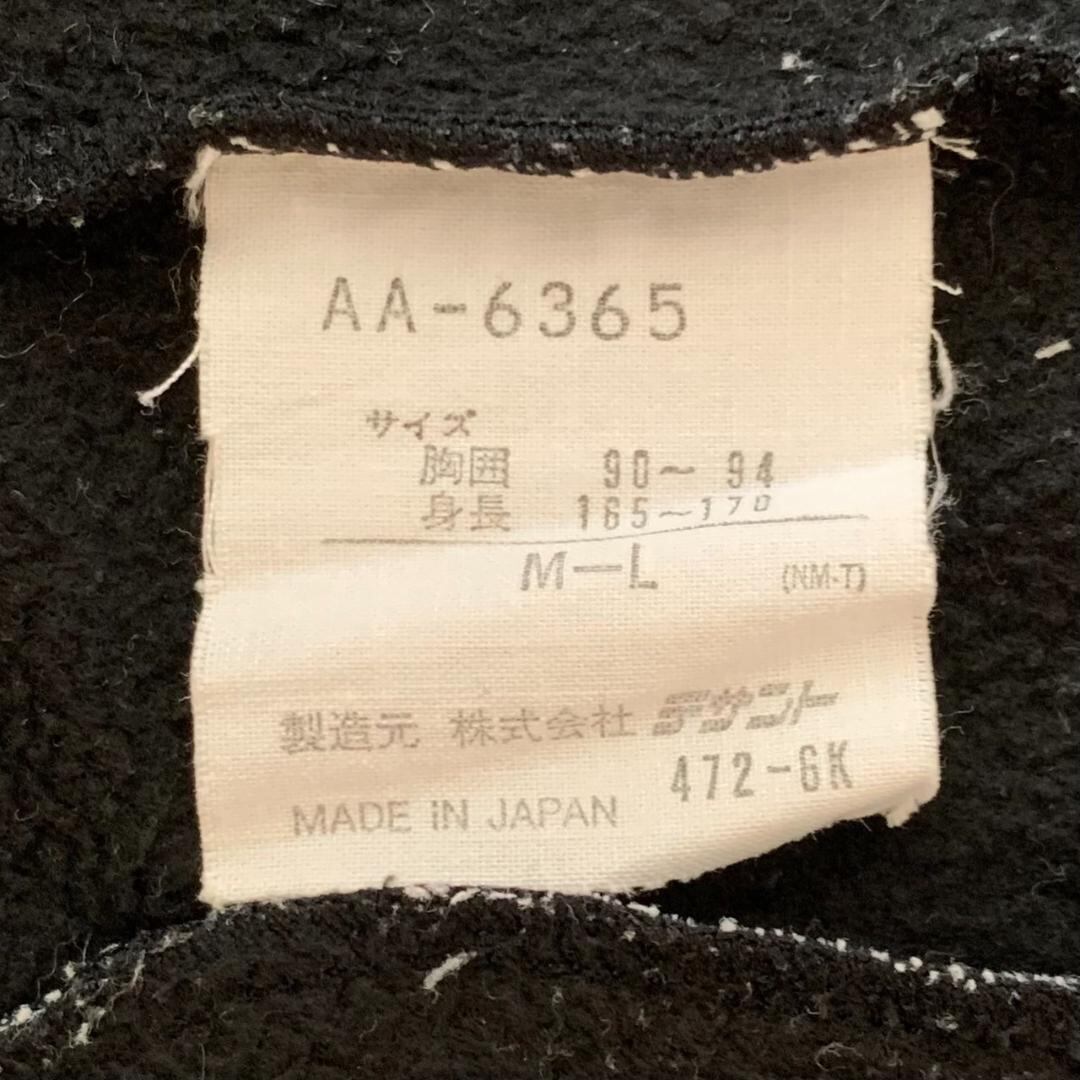 AA-6365
サイズ
胸囲 90～94
身長 165～170
M－L (NM-T)
製造元 株式会社 デサント
472-6K
MADE IN JAPAN